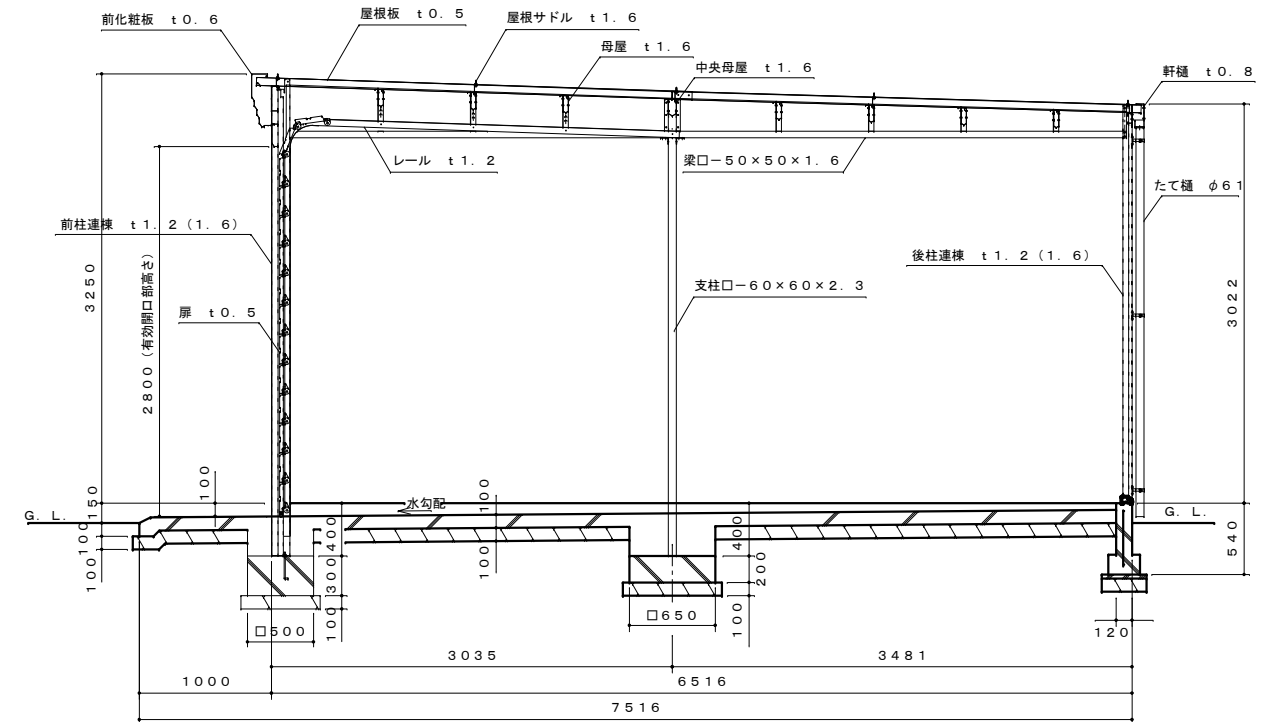 前化粧板　ｔ０．６
屋根板　ｔ０．５
屋根サドル　ｔ１．６
母屋　ｔ１．６
中央母屋　ｔ１．６
軒樋　ｔ０．８
レール　ｔ１．２
梁口－５０×５０×１．６
たて樋　φ６１
前柱連棟　ｔ１．２（１．６）
後柱連棟　ｔ１．２（１．６）
支柱口－６０×６０×２．３
扉　ｔ０．５
３２５０
２８００（有効開口部高さ）
３０２２
１５０
１００
水勾配
１００
Ｇ．Ｌ．
Ｇ．Ｌ．
１００
１００
４００
３００
１００
１００
４００
２００
１００
５４０
□５００
□６５０
１２０
３０３５
３４８１
１０００
６５１６
７５１６